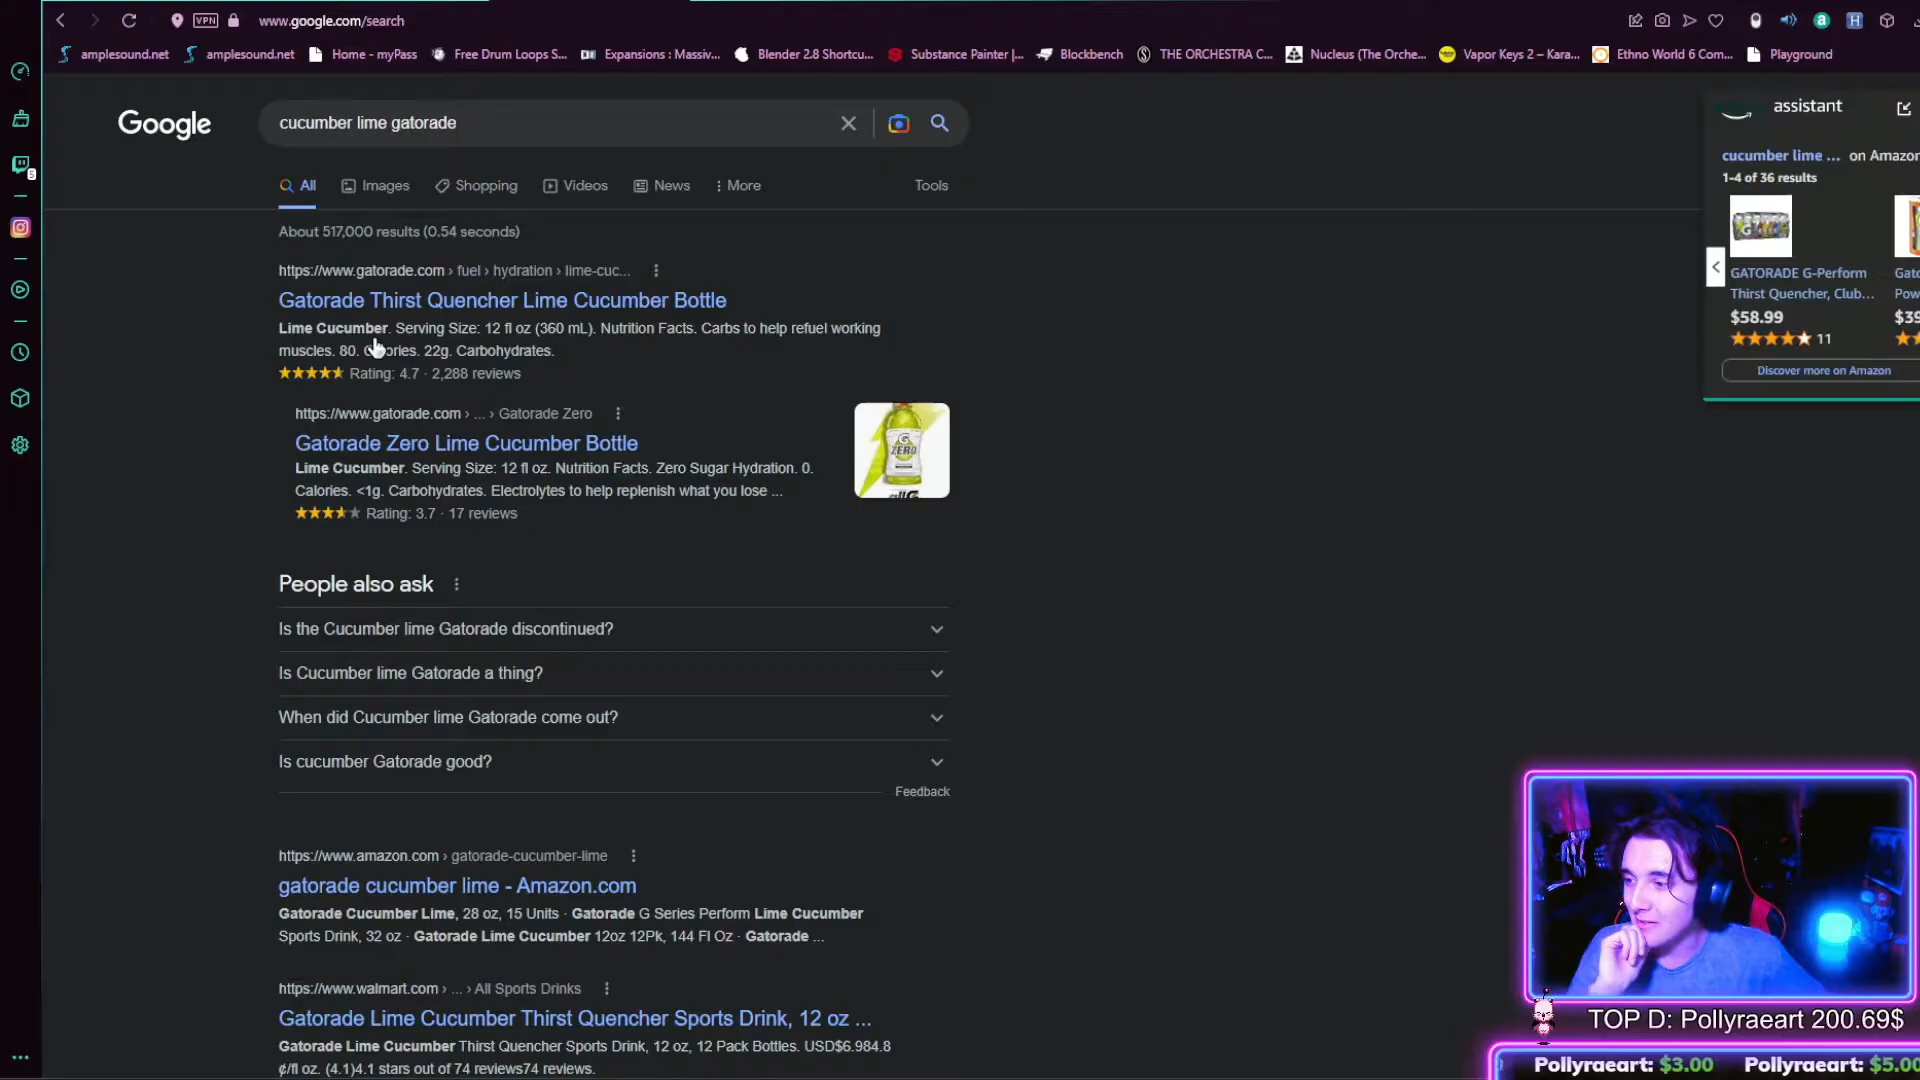 VPN
www.google.com/search
amplesound.net
amplesound.net
Home - myPass
Free Drum Loops S...
Expansions : Massiv...
Blender 2.8 Shortcu...
Substance Painter |...
Blockbench
THE ORCHESTRA C...
Nucleus (The Orche...
Vapor Keys 2 – Kara...
Ethno World 6 Com...
Playground
5
Google
cucumber lime gatorade
All
Images
Shopping
Videos
News
More
Tools
About 517,000 results (0.54 seconds)
https://www.gatorade.com › fuel › hydration › lime-cuc...
Gatorade Thirst Quencher Lime Cucumber Bottle
Lime Cucumber. Serving Size: 12 fl oz (360 mL). Nutrition Facts. Carbs to help refuel working
muscles. 80. Calories. 22g. Carbohydrates.
Rating: 4.7 · 2,288 reviews
https://www.gatorade.com › ... › Gatorade Zero
Gatorade Zero Lime Cucumber Bottle
Lime Cucumber. Serving Size: 12 fl oz. Nutrition Facts. Zero Sugar Hydration. 0.
Calories. <1g. Carbohydrates. Electrolytes to help replenish what you lose ...
Rating: 3.7 · 17 reviews
G
ZERO
People also ask
Is the Cucumber lime Gatorade discontinued?
Is Cucumber lime Gatorade a thing?
When did Cucumber lime Gatorade come out?
Is cucumber Gatorade good?
Feedback
https://www.amazon.com › gatorade-cucumber-lime
gatorade cucumber lime - Amazon.com
Gatorade Cucumber Lime, 28 oz, 15 Units · Gatorade G Series Perform Lime Cucumber
Sports Drink, 32 oz · Gatorade Lime Cucumber 12oz 12Pk, 144 Fl Oz · Gatorade ...
https://www.walmart.com › ... › All Sports Drinks
Gatorade Lime Cucumber Thirst Quencher Sports Drink, 12 oz ...
Gatorade Lime Cucumber Thirst Quencher Sports Drink, 12 oz, 12 Pack Bottles. USD$6.984.8
¢/fl oz. (4.1)4.1 stars out of 74 reviews74 reviews.
assistant
cucumber lime ... on Amazon
1-4 of 36 results
GATORADE G-Perform
Thirst Quencher, Club...
$58.99
11
Gato
Pow
$39
Discover more on Amazon
TOP D: Pollyraeart 200.69$
Pollyraeart: $3.00 Pollyraeart: $5.00